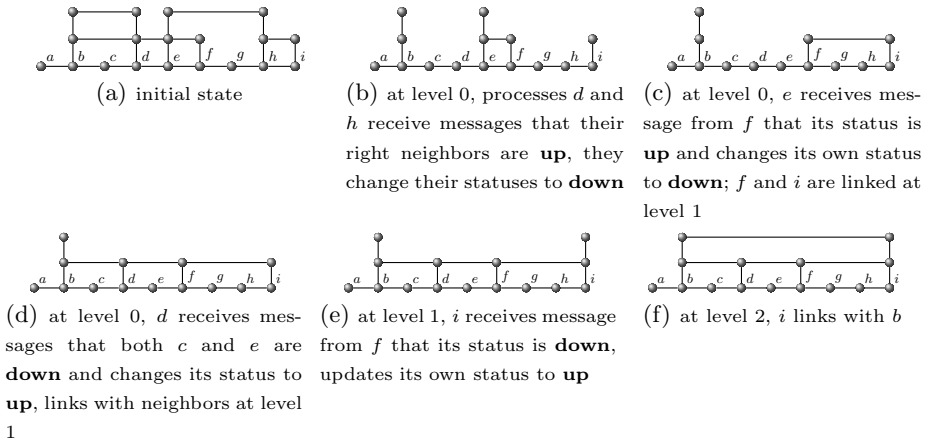 a b c d e f g h i
a b c d e f g h i
a b c d e f g h i
(a) initial state
(b) at level 0, processes d and
h receive messages that their
right neighbors are up, they
change their statuses to down
(c) at level 0, e receives mes-
sage from f that its status is
up and changes its own status
to down; f and i are linked at
level 1
a b c d e f g h i
a b c d e f g h i
a b c d e f g h i
(d) at level 0, d receives mes-
sages that both c and e are
down and changes its status to
up, links with neighbors at level
1
(e) at level 1, i receives message
from f that its status is down,
updates its own status to up
(f) at level 2, i links with b